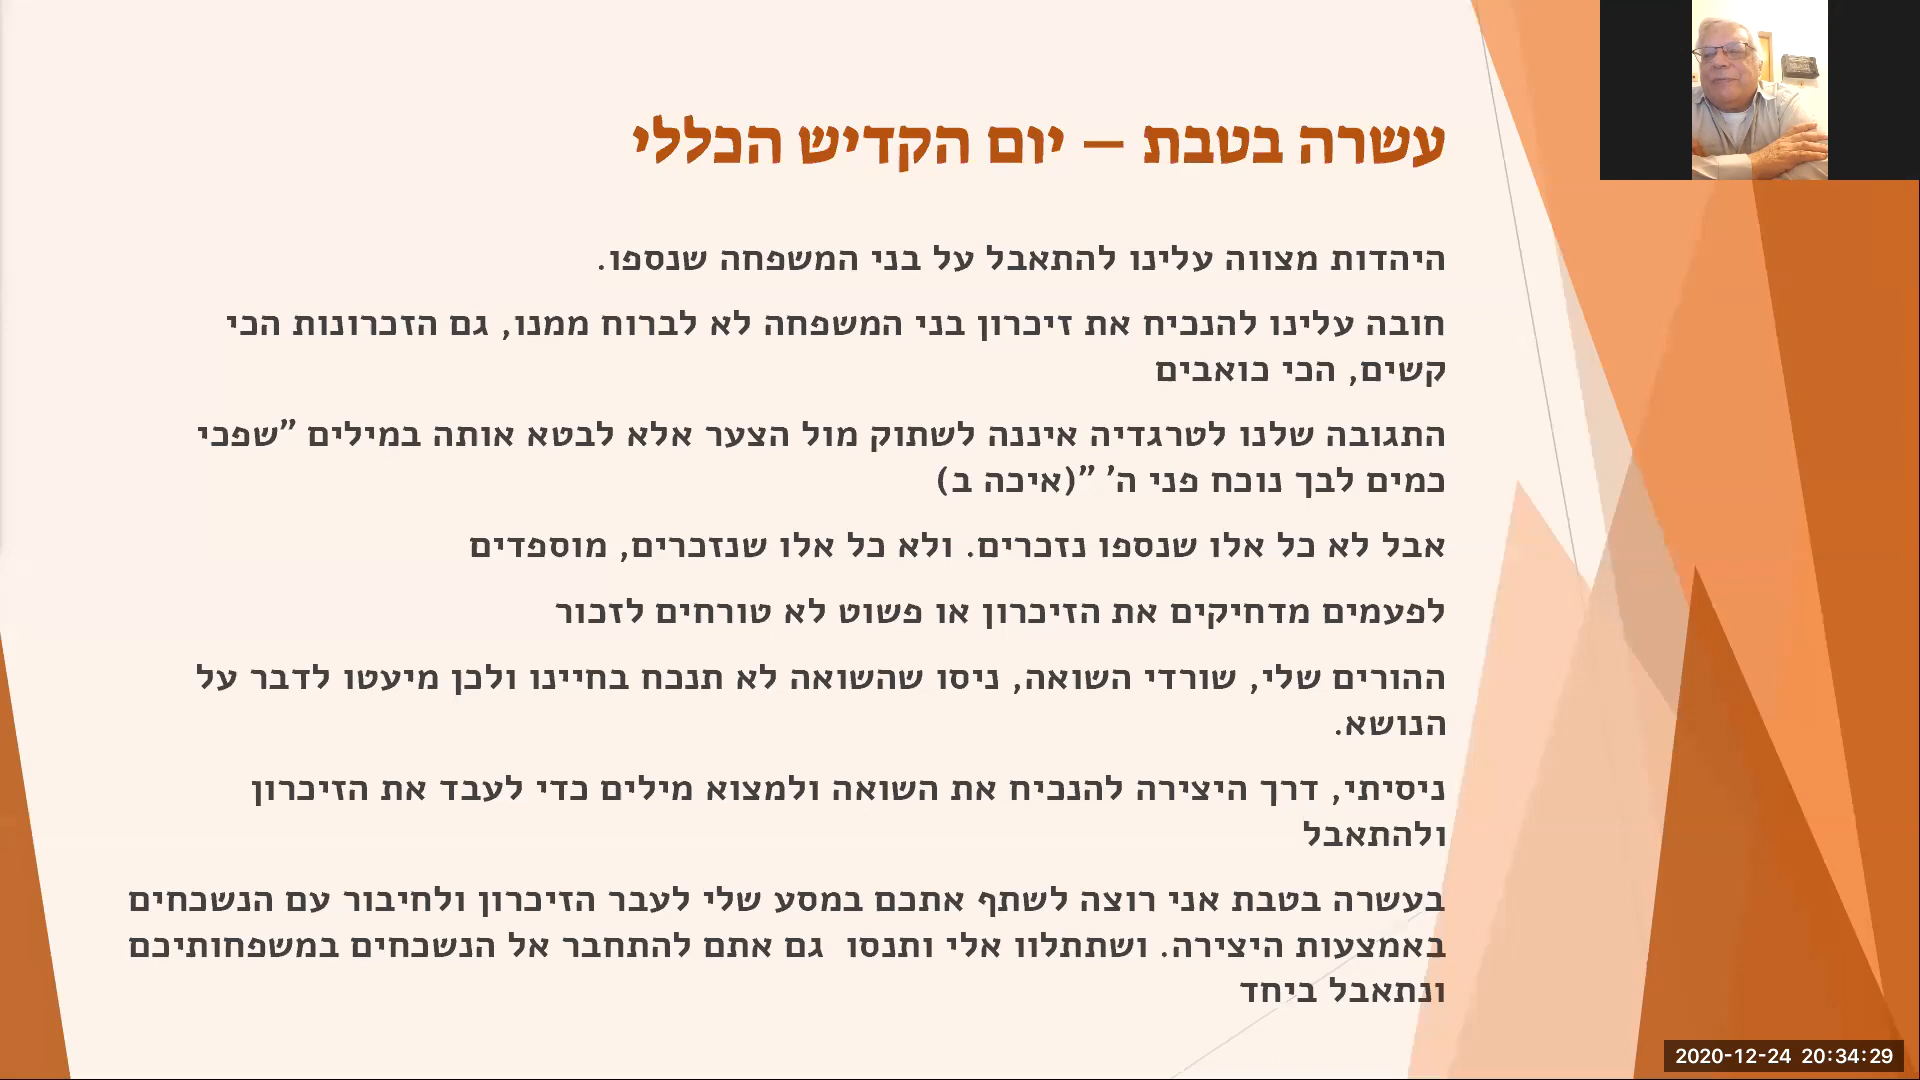 עשרה בטבת – יום הקדיש הכללי
היהדות מצווה עלינו להתאבל על בני המשפחה שנספו.
חובה עלינו להנכיח את זיכרון בני המשפחה לא לברוח ממנו, גם הזכרונות הכי
קשים, הכי כואבים
התגובה שלנו לטרגדיה איננה לשתוק מול הצער אלא לבטא אותה במילים ”שפכי
כמים לבך נוכח פני ה’ ”(איכה ב)
אבל לא כל אלו שנספו נזכרים. ולא כל אלו שנזכרים, מוספדים
לפעמים מדחיקים את הזיכרון או פשוט לא טורחים לזכור
ההורים שלי, שורדי השואה, ניסו שהשואה לא תנכח בחיינו ולכן מיעטו לדבר על
הנושא.
ניסיתי, דרך היצירה להנכיח את השואה ולמצוא מילים כדי לעבד את הזיכרון
ולהתאבל
בעשרה בטבת אני רוצה לשתף אתכם במסע שלי לעבר הזיכרון ולחיבור עם הנשכחים
באמצעות היצירה. ושתתלוו אלי ותנסו  גם אתם להתחבר אל הנשכחים במשפחותיכם
ונתאבל ביחד
2020-12-24 20:34:29